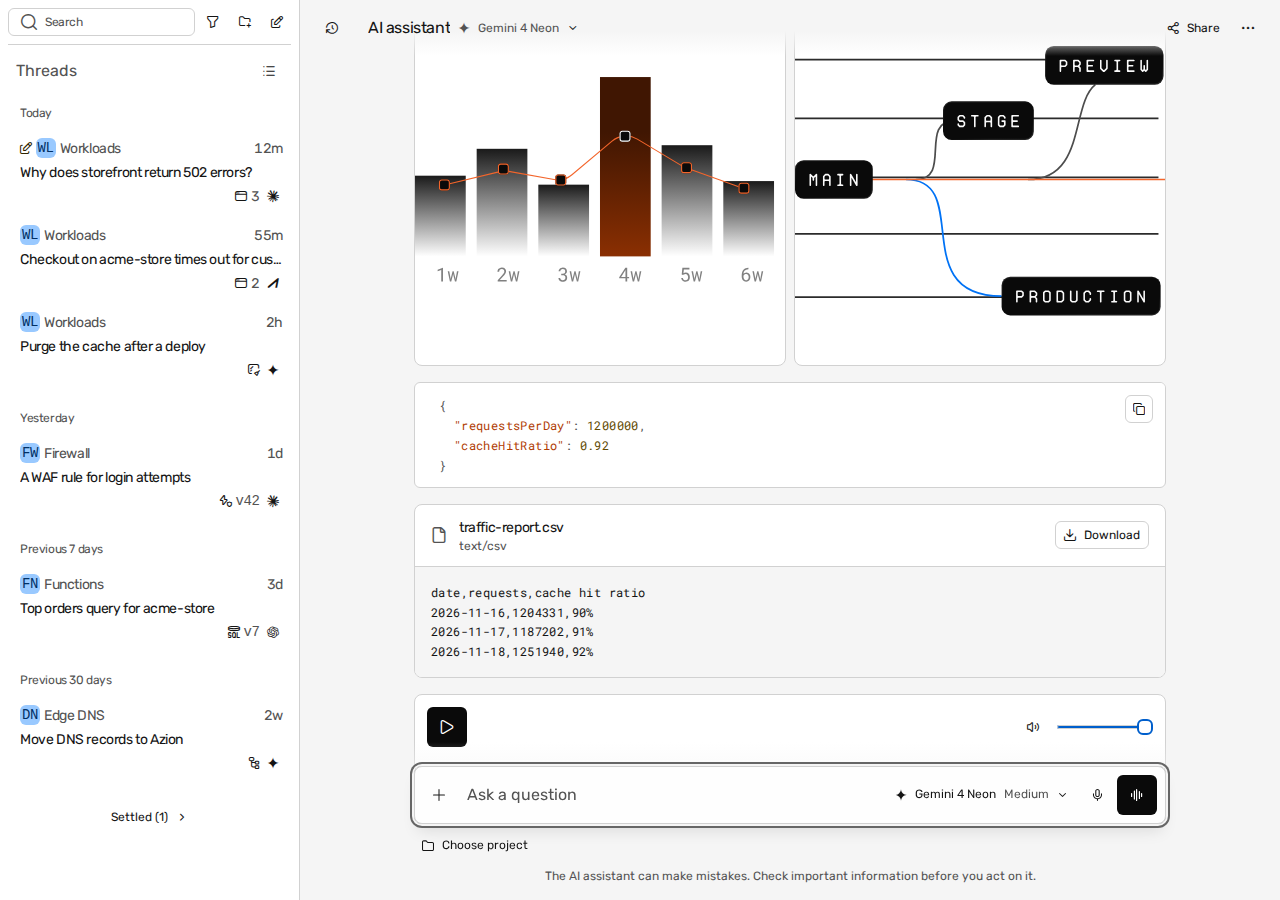 Search
Threads
Today
WL Workloads 12m
Why does storefront return 502 errors?
3
WL Workloads 55m
Checkout on acme-store times out for cus…
2
WL Workloads 2h
Purge the cache after a deploy
Yesterday
FW Firewall 1d
A WAF rule for login attempts
v42
Previous 7 days
FN Functions 3d
Top orders query for acme-store
v7
Previous 30 days
DN Edge DNS 2w
Move DNS records to Azion
Settled (1)
AI assistant Gemini 4 Neon Share
1w 2w 3w 4w 5w 6w
PREVIEW
STAGE
MAIN
PRODUCTION
{
"requestsPerDay": 1200000,
"cacheHitRatio": 0.92
}
traffic-report.csv
text/csv
Download
date,requests,cache hit ratio
2026-11-16,1204331,90%
2026-11-17,1187202,91%
2026-11-18,1251940,92%
Ask a question Gemini 4 Neon Medium
Choose project
The AI assistant can make mistakes. Check important information before you act on it.